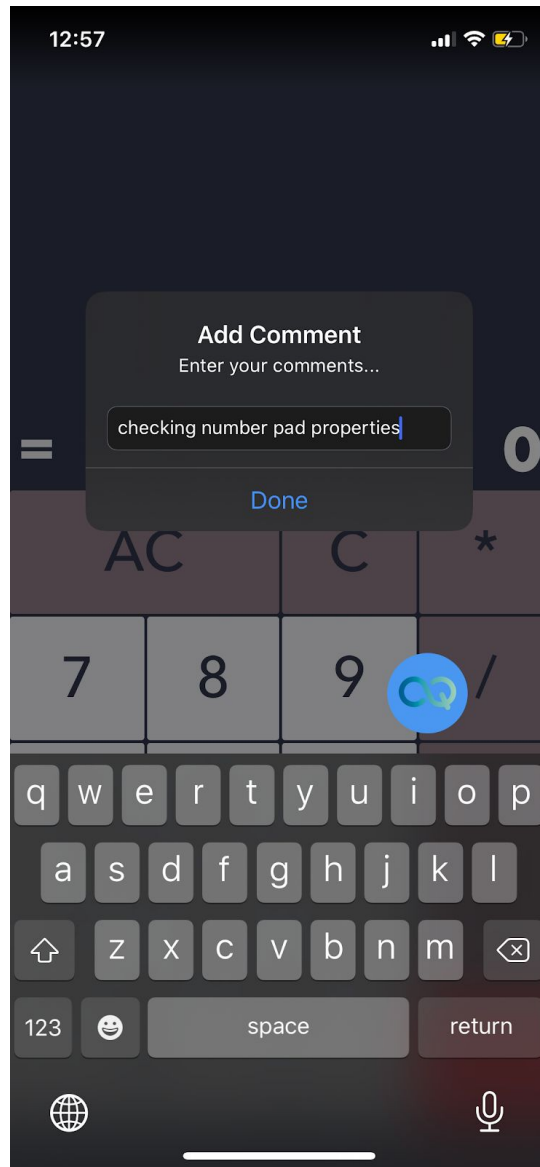 12:57
Add Comment
Enter your comments...
checking number pad properties
= 0
Done
AC C *
7 8 9 /
q w e r t y u i o p
a s d f g h j k l
z x c v b n m
123 space return